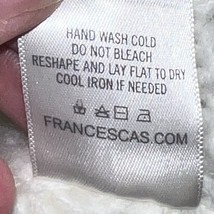 HAND WASH COLD
DO NOT BLEACH
RESHAPE AND LAY FLAT TO DRY
COOL IRON IF NEEDED
FRANCESCAS.COM